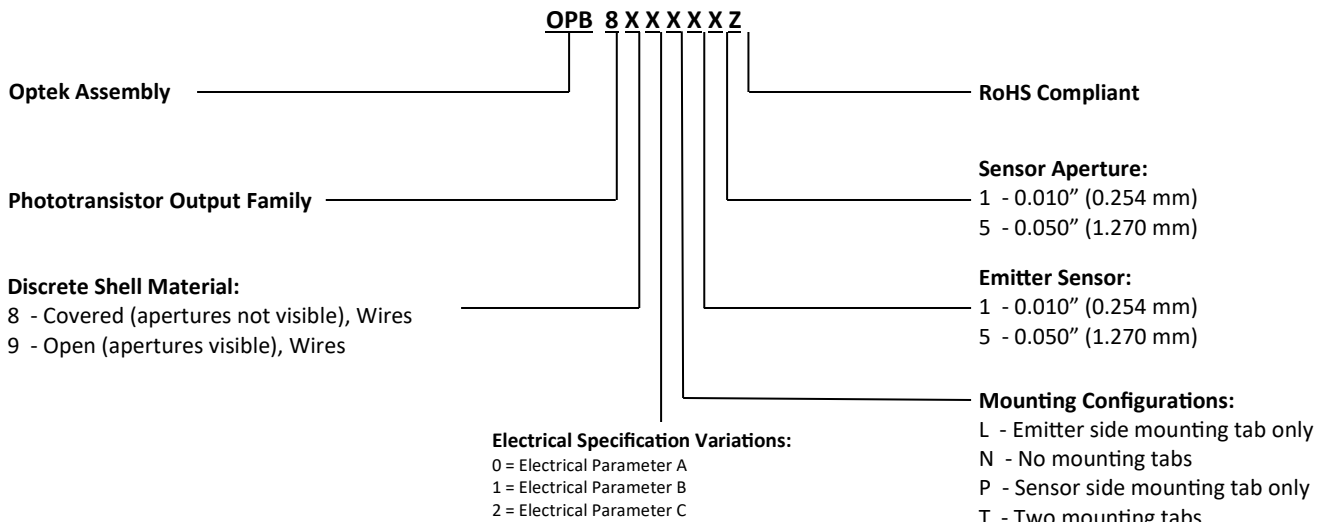 OPB 8 X X X X X Z
Optek Assembly
RoHS Compliant
Phototransistor Output Family
Sensor Aperture:
1 - 0.010” (0.254 mm)
5 - 0.050” (1.270 mm)
Discrete Shell Material:
8 - Covered (apertures not visible), Wires
9 - Open (apertures visible), Wires
Emitter Sensor:
1 - 0.010” (0.254 mm)
5 - 0.050” (1.270 mm)
Electrical Specification Variations:
0 = Electrical Parameter A
1 = Electrical Parameter B
2 = Electrical Parameter C
Mounting Configurations:
L - Emitter side mounting tab only
N - No mounting tabs
P - Sensor side mounting tab only
T - Two mounting tabs